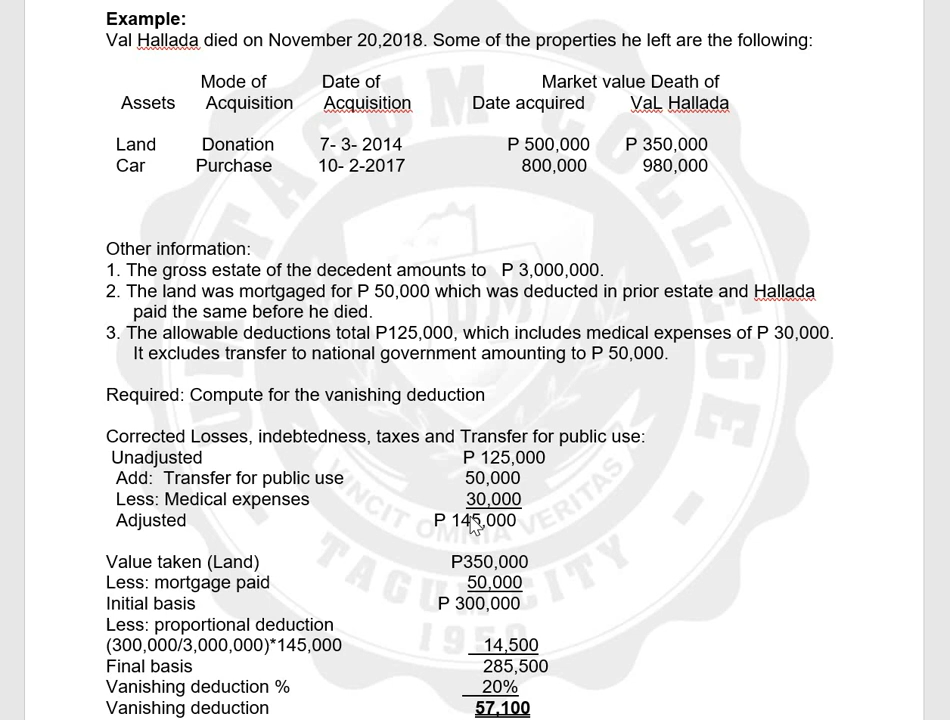 Example:
Val Hallada died on November 20,2018. Some of the properties he left are the following:
Mode of Date of Market value Death of
Assets Acquisition Acquisition Date acquired VaL Hallada
Land Donation 7- 3- 2014 P 500,000 P 350,000
Car Purchase 10- 2-2017 800,000 980,000
Other information:
1. The gross estate of the decedent amounts to P 3,000,000.
2. The land was mortgaged for P 50,000 which was deducted in prior estate and Hallada
paid the same before he died.
3. The allowable deductions total P125,000, which includes medical expenses of P 30,000.
It excludes transfer to national government amounting to P 50,000.
Required: Compute for the vanishing deduction
Corrected Losses, indebtedness, taxes and Transfer for public use:
Unadjusted P 125,000
Add: Transfer for public use 50,000
Less: Medical expenses 30,000
Adjusted P 145,000
Value taken (Land) P350,000
Less: mortgage paid 50,000
Initial basis P 300,000
Less: proportional deduction
(300,000/3,000,000)*145,000 14,500
Final basis 285,500
Vanishing deduction % 20%
Vanishing deduction 57,100
TAGUM COLLEGE
VINCIT OMNIA VERITAS
TAGUM CITY
1950